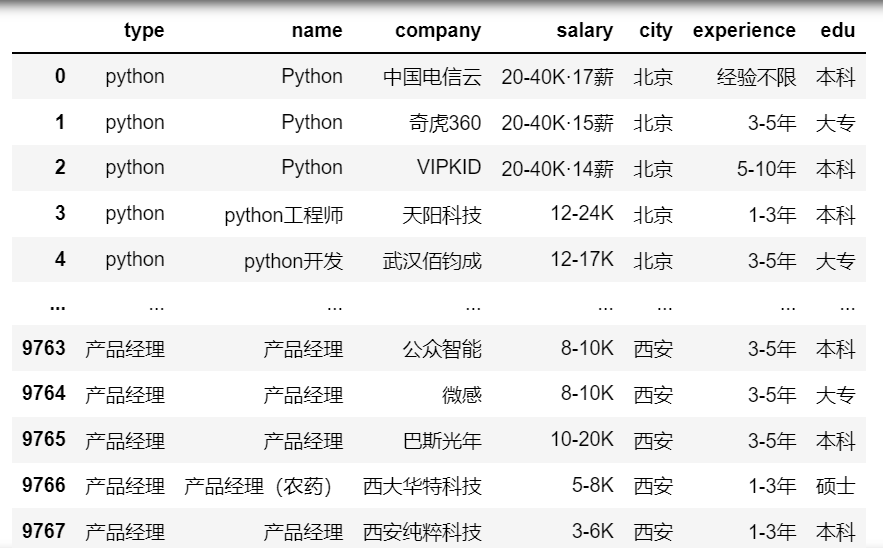 type name company salary city experience edu
0 python Python 中国电信云 20-40K·17薪 北京 经验不限 本科
1 python Python 奇虎360 20-40K·15薪 北京 3-5年 大专
2 python Python VIPKID 20-40K·14薪 北京 5-10年 本科
3 python python工程师 天阳科技 12-24K 北京 1-3年 本科
4 python python开发 武汉佰钧成 12-17K 北京 3-5年 大专
... ... ... ... ... ... ... ...
9763 产品经理 产品经理 公众智能 8-10K 西安 3-5年 本科
9764 产品经理 产品经理 微感 8-10K 西安 3-5年 大专
9765 产品经理 产品经理 巴斯光年 10-20K 西安 3-5年 本科
9766 产品经理 产品经理（农药） 西大华特科技 5-8K 西安 1-3年 硕士
9767 产品经理 产品经理 西安纯粹科技 3-6K 西安 1-3年 本科